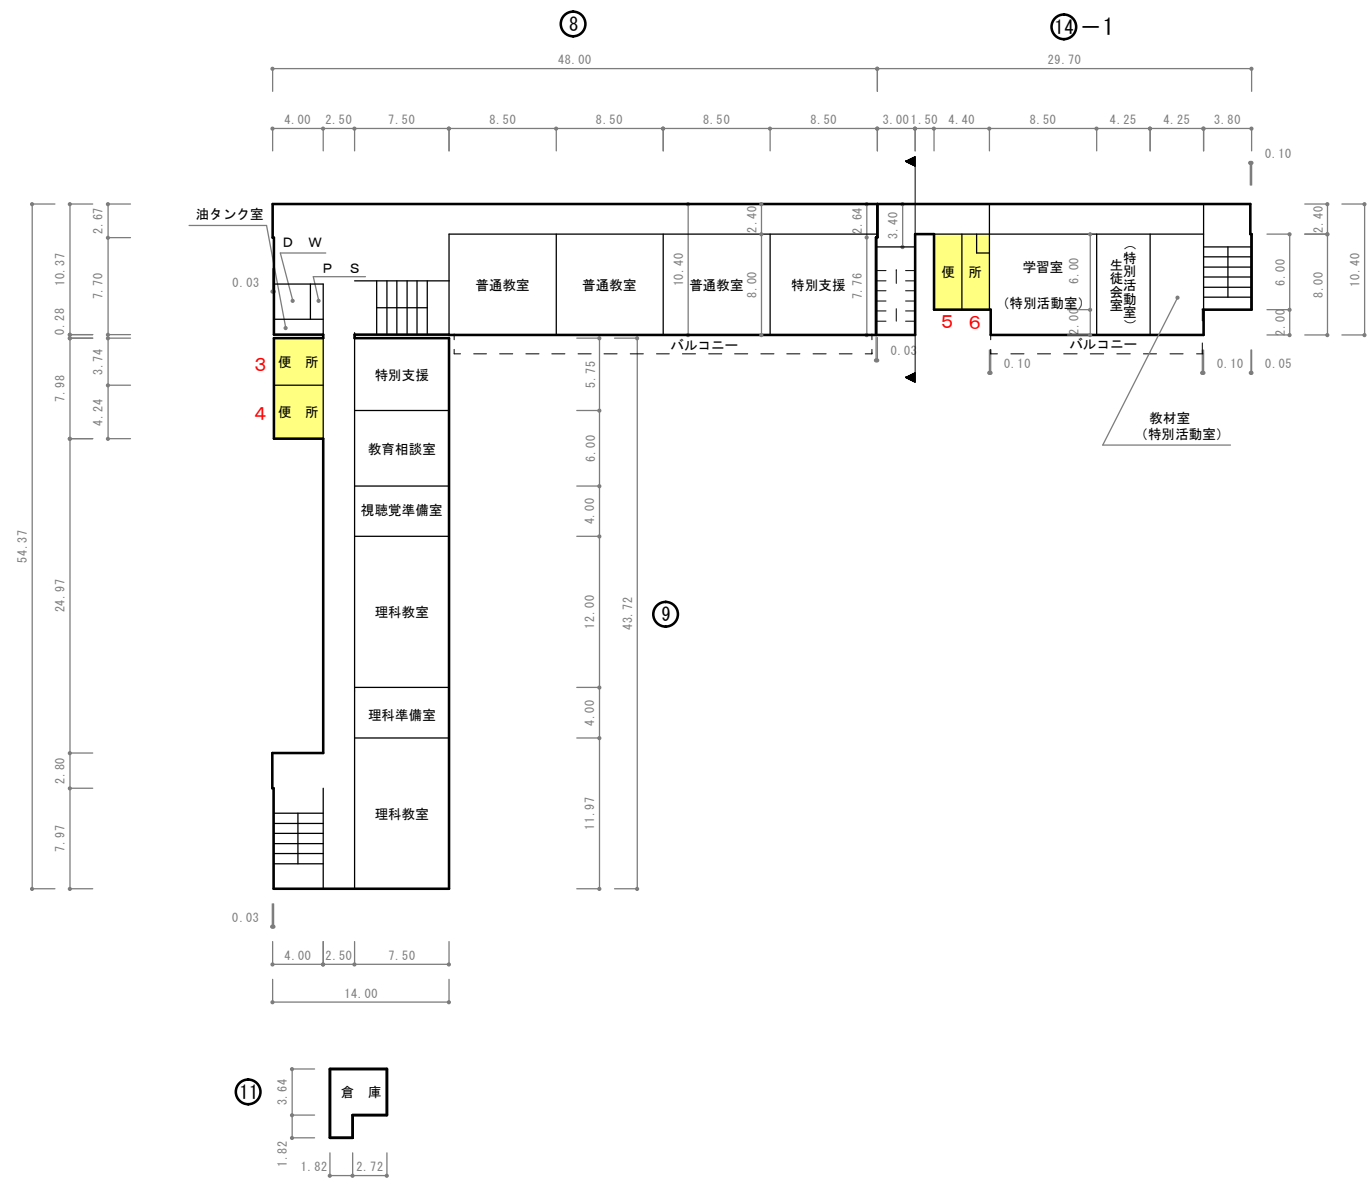 ⑧
⑭－1
48.00
29.70
4.00 2.50 7.50 8.50 8.50 8.50 8.50 3.00 1.50 4.40 8.50 4.25 4.25 3.80
0.10
油タンク室
D W
P S
0.03
2.67
7.70
0.28
10.37
54.37
普通教室
普通教室
普通教室
特別支援
10.40
2.40
8.00
2.64
7.76
3.40
便 所
5 6
学習室
（特別活動室）
6.00
2.00
生徒会室
（特別活動室）
2.40
6.00
2.00
8.00
10.40
バルコニー
0.03
バルコニー
0.10
0.10
0.05
教材室
（特別活動室）
3 便 所
4 便 所
3.74
4.24
7.98
24.97
2.80
7.97
特別支援
教育相談室
視聴覚準備室
理科教室
理科準備室
理科教室
5.75
6.00
4.00
12.00
4.00
11.97
43.72
⑨
0.03
4.00 2.50 7.50
14.00
⑪
倉 庫
3.64
1.82
1.82 2.72